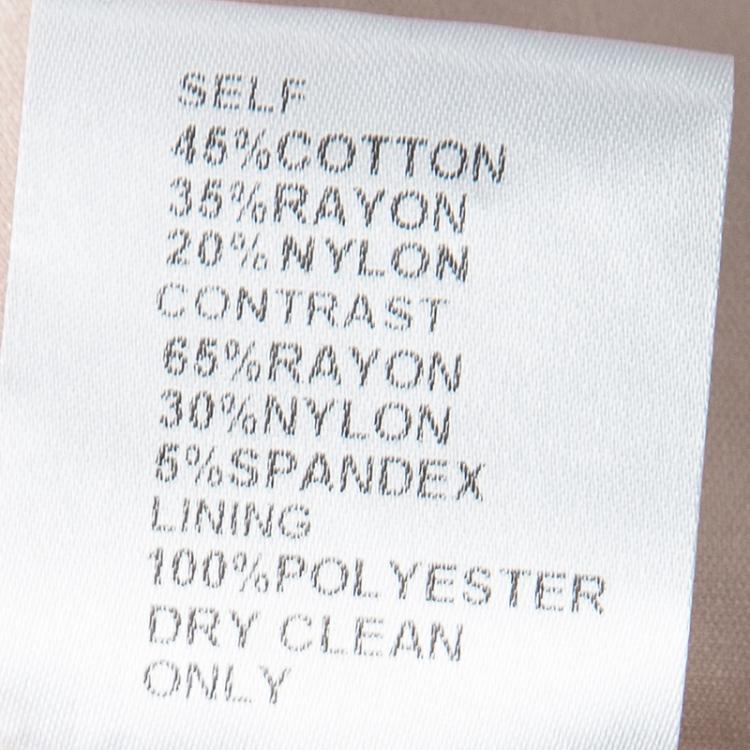 SELF
45%COTTON
35%RAYON
20%NYLON
CONTRAST
65%RAYON
30%NYLON
5%SPANDEX
LINING
100%POLYESTER
DRY CLEAN
ONLY